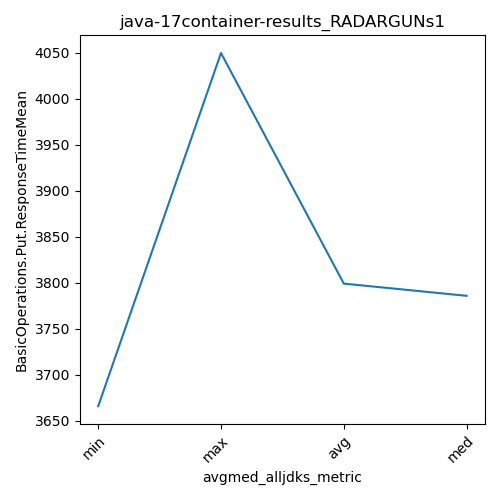 java-17container-results_RADARGUNs1
BasicOperations.Put.ResponseTimeMean
4050
4000
3950
3900
3850
3800
3750
3700
3650
min
max
avg
med
avgmed_alljdks_metric